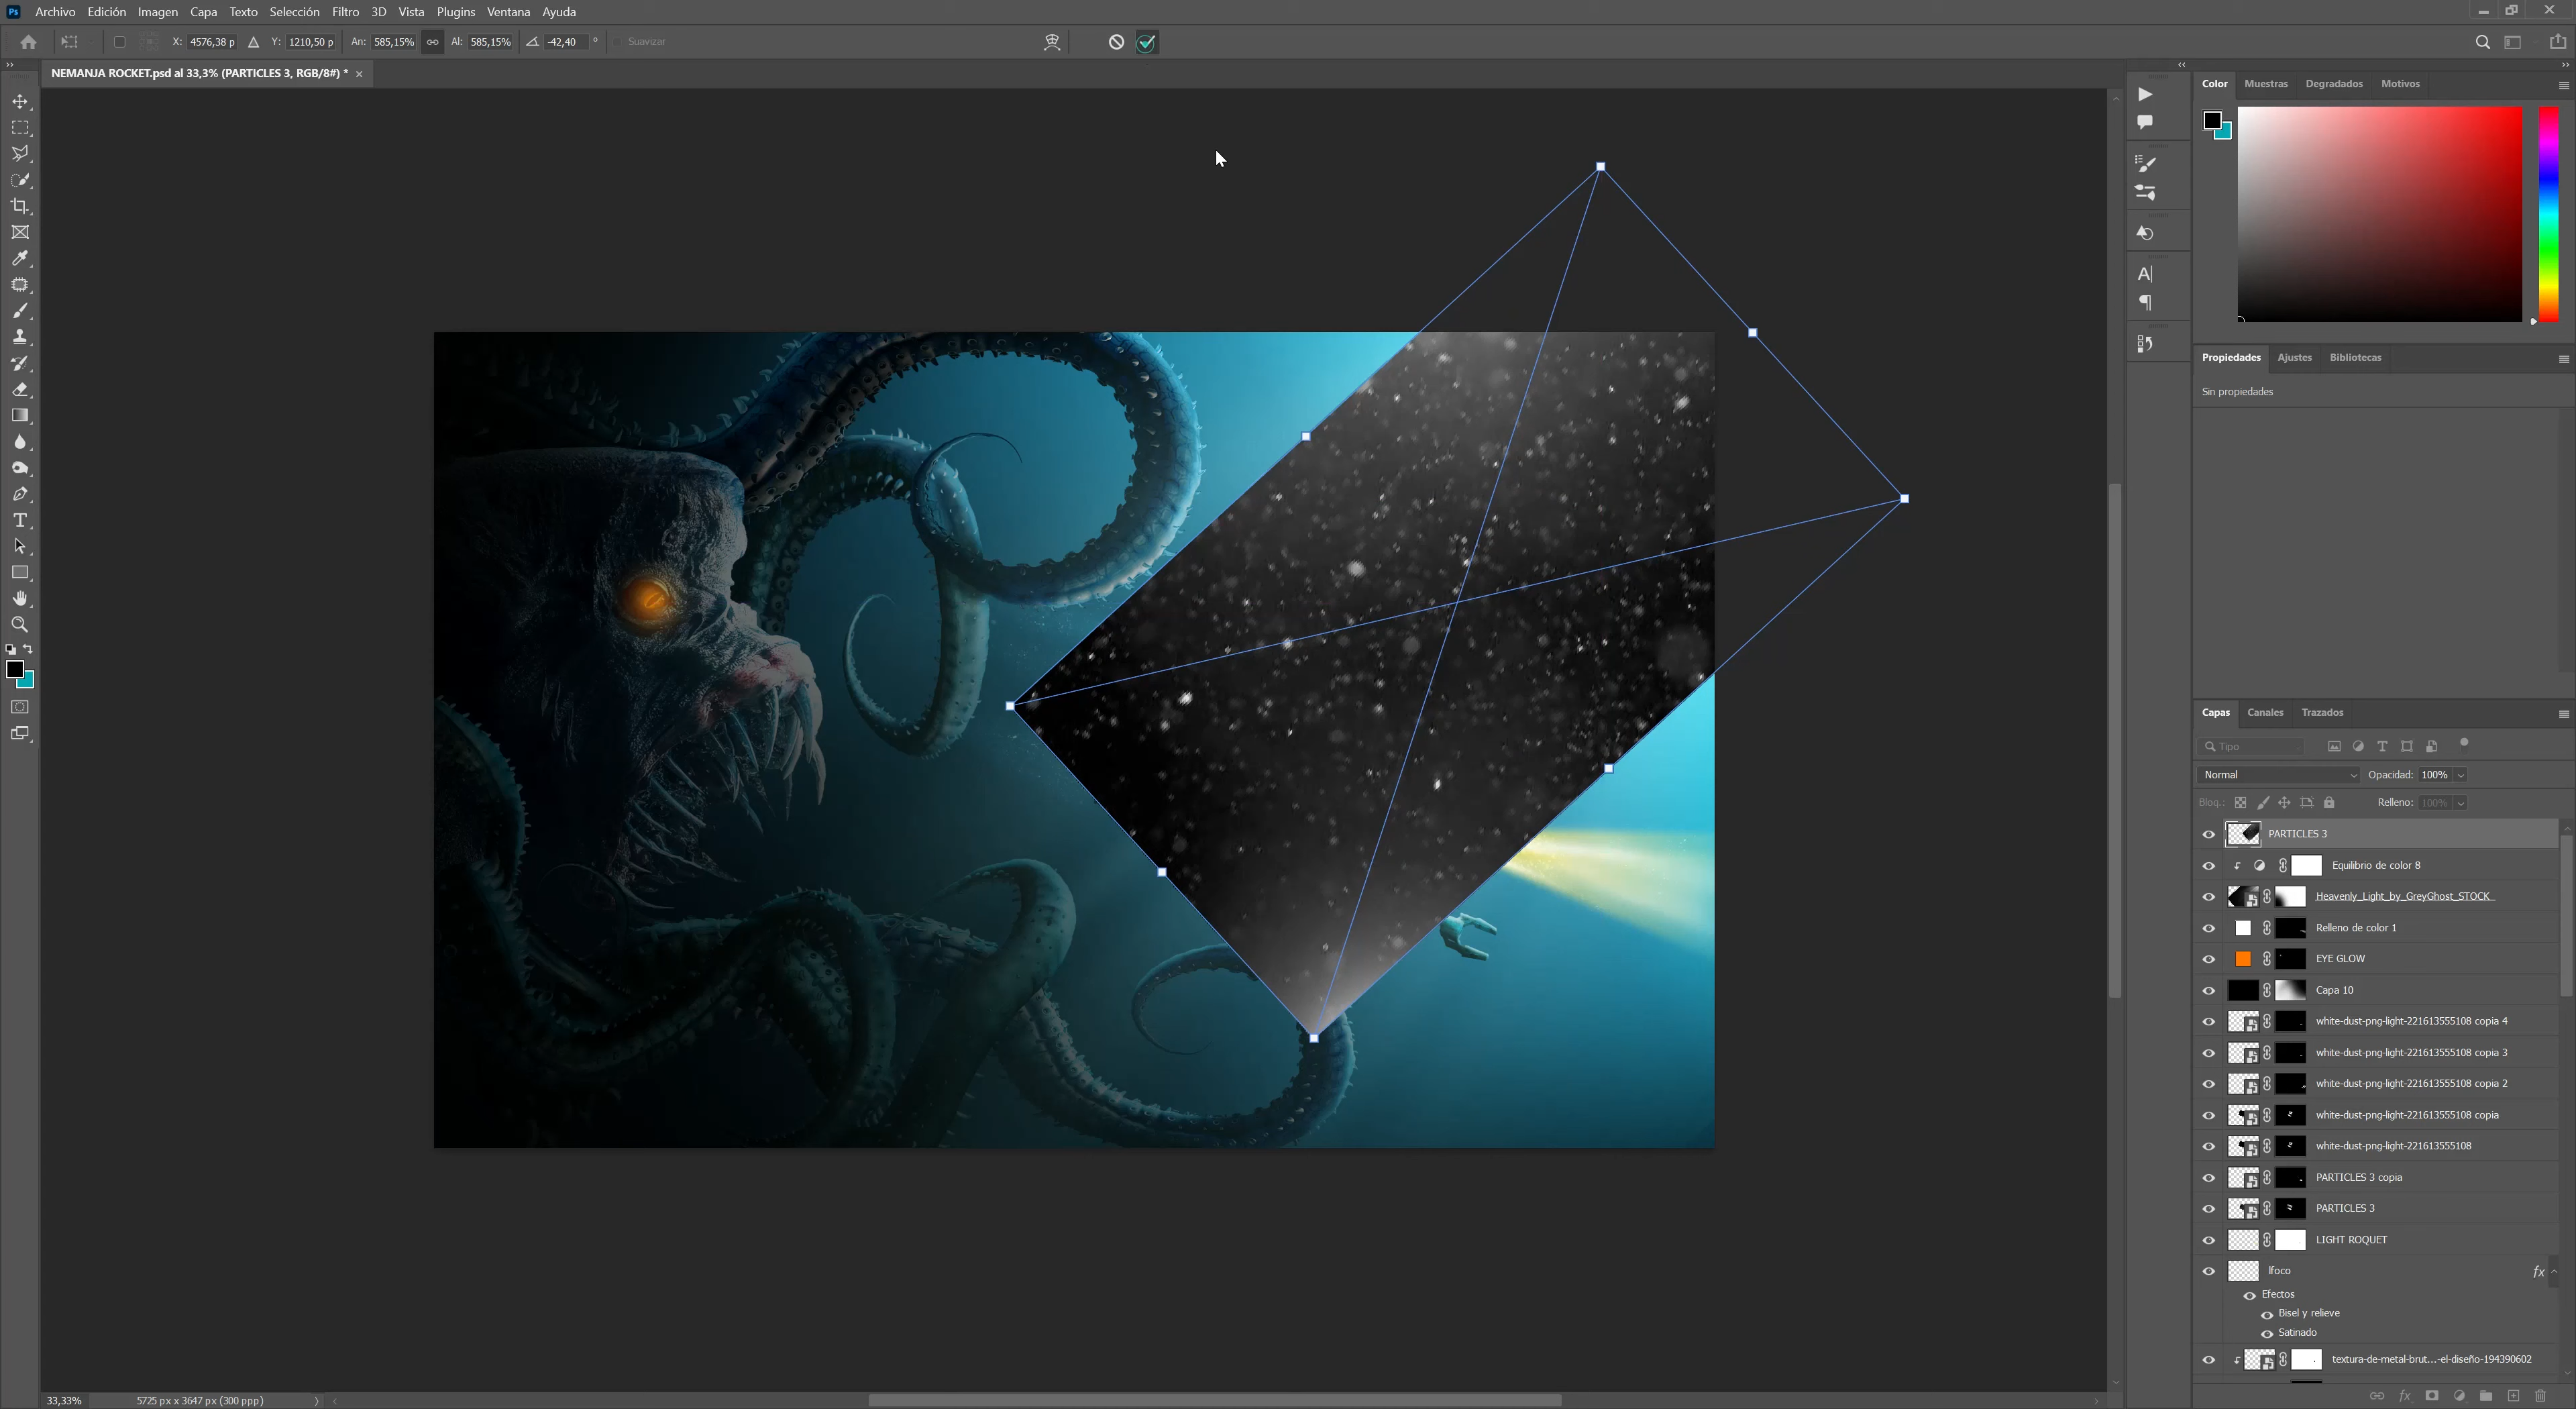 Ps Archivo Edición Imagen Capa Texto Selección Filtro 3D Vista Plugins Ventana Ayuda
X: 4576,38 p Y: 1210,50 p An: 585,15% Al: 585,15% -42,40 ° Suavizar
NEMANJA ROCKET.psd al 33,3% (PARTICLES 3, RGB/8#) * ×
Color Muestras Degradados Motivos
Propiedades Ajustes Bibliotecas
Sin propiedades
Capas Canales Trazados
Tipo
Normal Opacidad: 100%
Bloq.: Relleno: 100%
PARTICLES 3
Equilibrio de color 8
Heavenly_Light_by_GreyGhost_STOCK
Relleno de color 1
EYE GLOW
Capa 10
white-dust-png-light-221613555108 copia 4
white-dust-png-light-221613555108 copia 3
white-dust-png-light-221613555108 copia 2
white-dust-png-light-221613555108 copia
white-dust-png-light-221613555108
PARTICLES 3 copia
PARTICLES 3
LIGHT ROQUET
lfoco fx
Efectos
Bisel y relieve
Satinado
textura-de-metal-brut...-el-diseño-194390602
33,33% 5725 px x 3647 px (300 ppp)